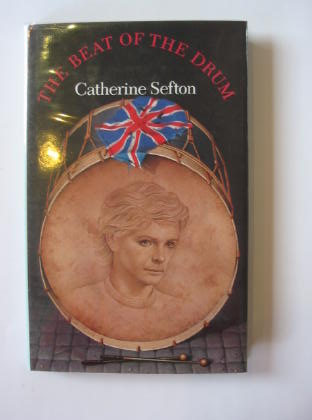 THE BEAT OF THE DRUM
Catherine Sefton